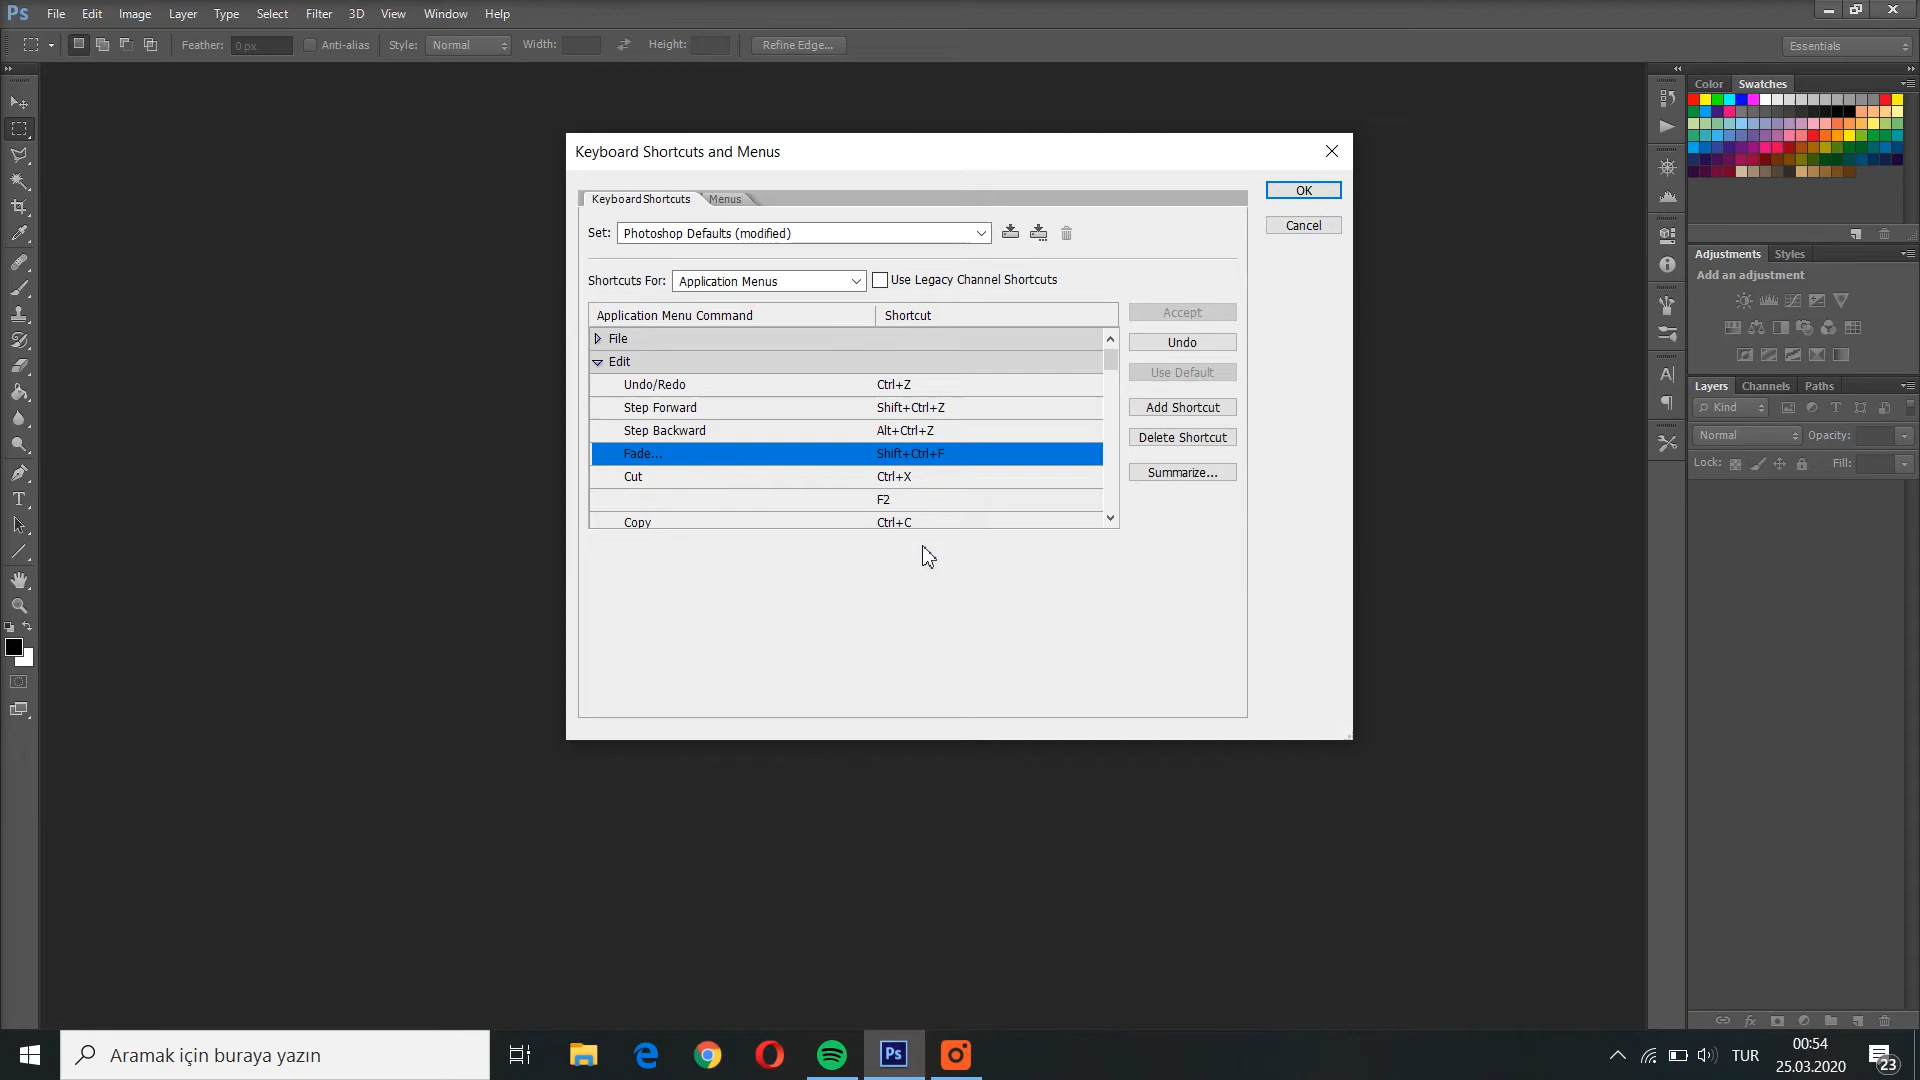 Ps File Edit Image Layer Type Select Filter 3D View Window Help
Feather: 0 px Anti-alias Style: Normal Width: Height: Refine Edge... Essentials
Color Swatches
Keyboard Shortcuts and Menus
OK
Keyboard Shortcuts Menus
Cancel
Set: Photoshop Defaults (modified)
Adjustments Styles
Add an adjustment
Shortcuts For: Application Menus Use Legacy Channel Shortcuts
Application Menu Command Shortcut Accept
File
Undo
Edit
Use Default
Undo/Redo Ctrl+Z
Layers Channels Paths
Step Forward Shift+Ctrl+Z Add Shortcut
Kind
Step Backward Alt+Ctrl+Z
Delete Shortcut
Normal Opacity:
Fade... Shift+Ctrl+F
Lock: Fill:
Cut Ctrl+X
Summarize...
F2
Copy Ctrl+C
Aramak için buraya yazın
Ps
TUR
00:54
25.03.2020
23